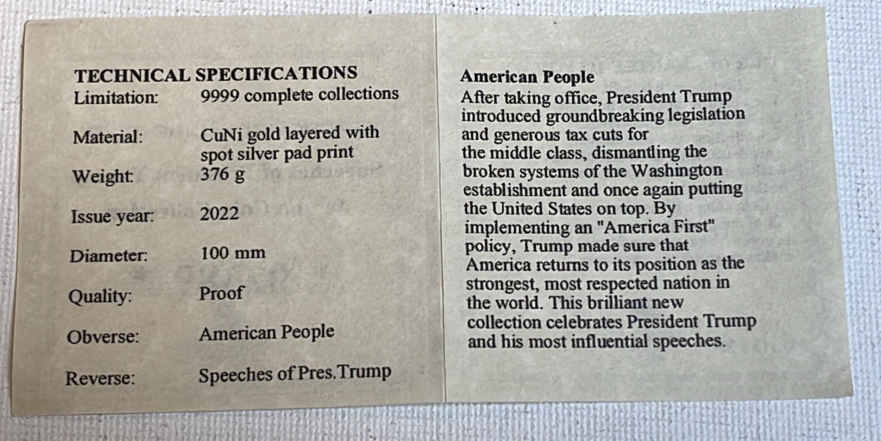 TECHNICAL SPECIFICATIONS
Limitation: 9999 complete collections
Material: CuNi gold layered with
spot silver pad print
Weight: 376 g
Issue year: 2022
Diameter: 100 mm
Quality: Proof
Obverse: American People
Reverse: Speeches of Pres.Trump
American People
After taking office, President Trump
introduced groundbreaking legislation
and generous tax cuts for
the middle class, dismantling the
broken systems of the Washington
establishment and once again putting
the United States on top. By
implementing an "America First"
policy, Trump made sure that
America returns to its position as the
strongest, most respected nation in
the world. This brilliant new
collection celebrates President Trump
and his most influential speeches.